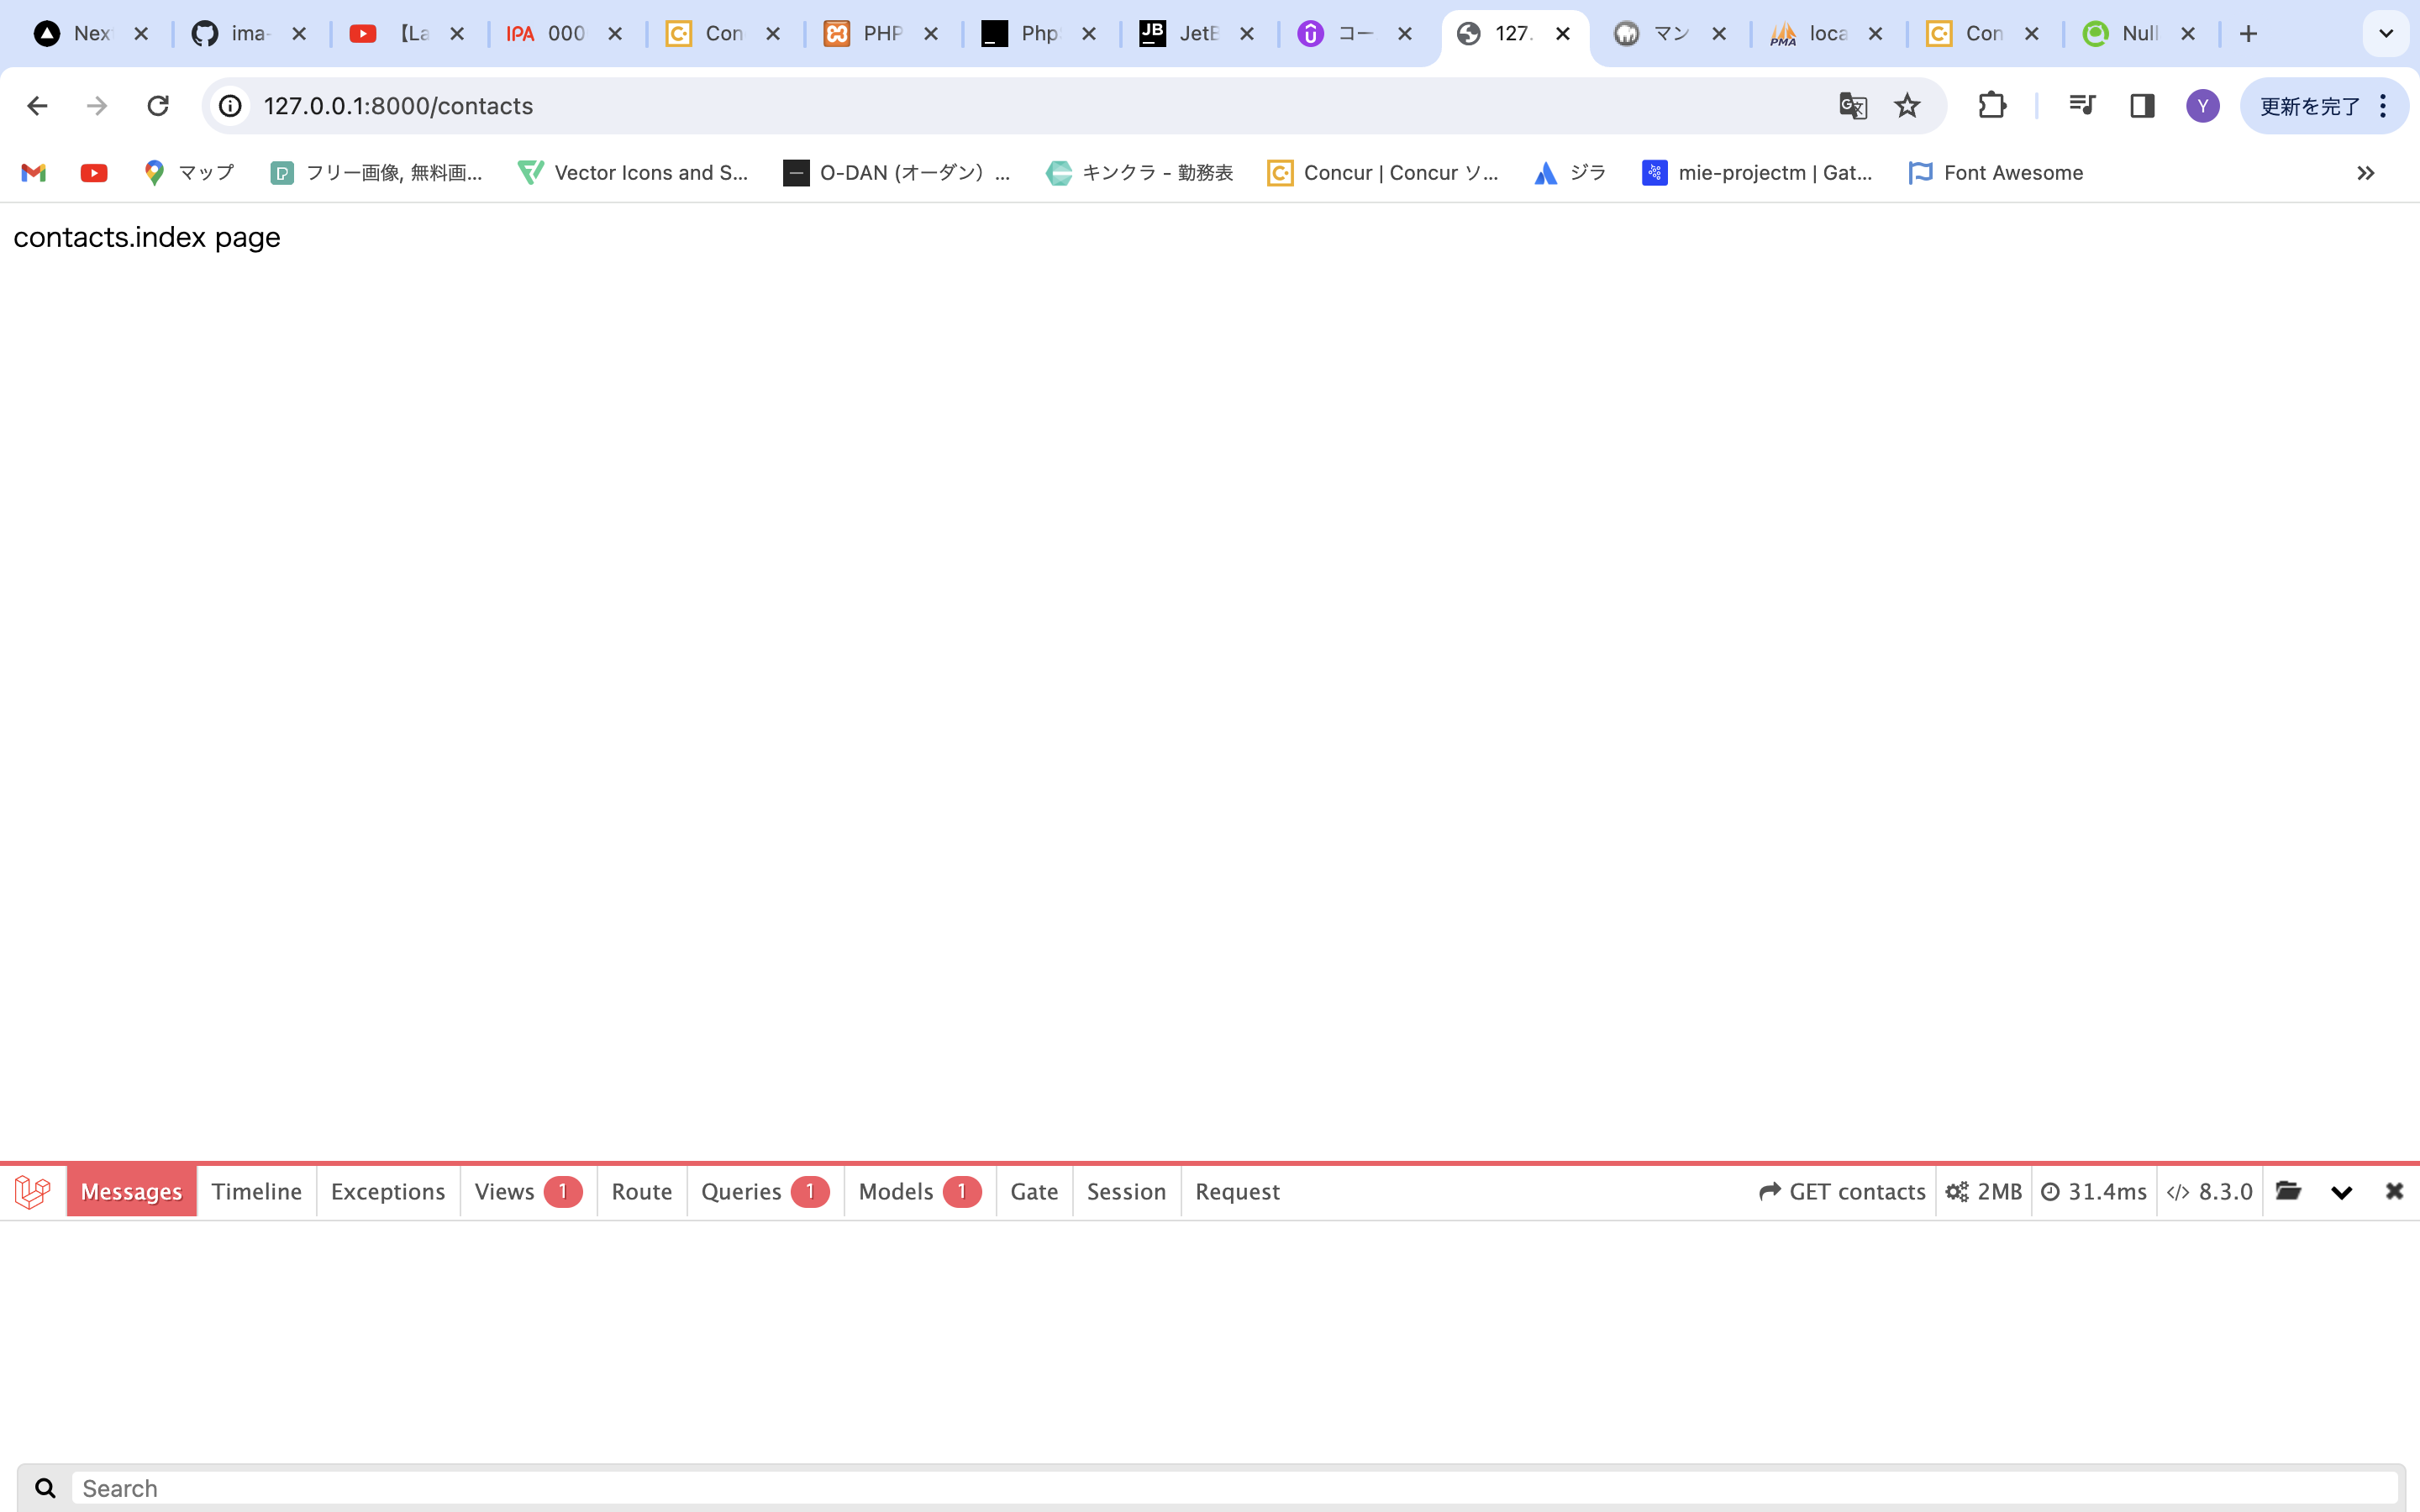 Nex ima- 【La IPA 000 Con PHP Php JB JetB コー 127. マン PMA loca Con Null
127.0.0.1:8000/contacts Y 更新を完了
マップ フリー画像, 無料画... Vector Icons and S... O-DAN (オーダン) ... キンクラ - 勤務表 Concur | Concur ソ... ジラ mie-projectm | Gat... Font Awesome
contacts.index page
Messages Timeline Exceptions Views 1 Route Queries 1 Models 1 Gate Session Request GET contacts 2MB 31.4ms </> 8.3.0
Search